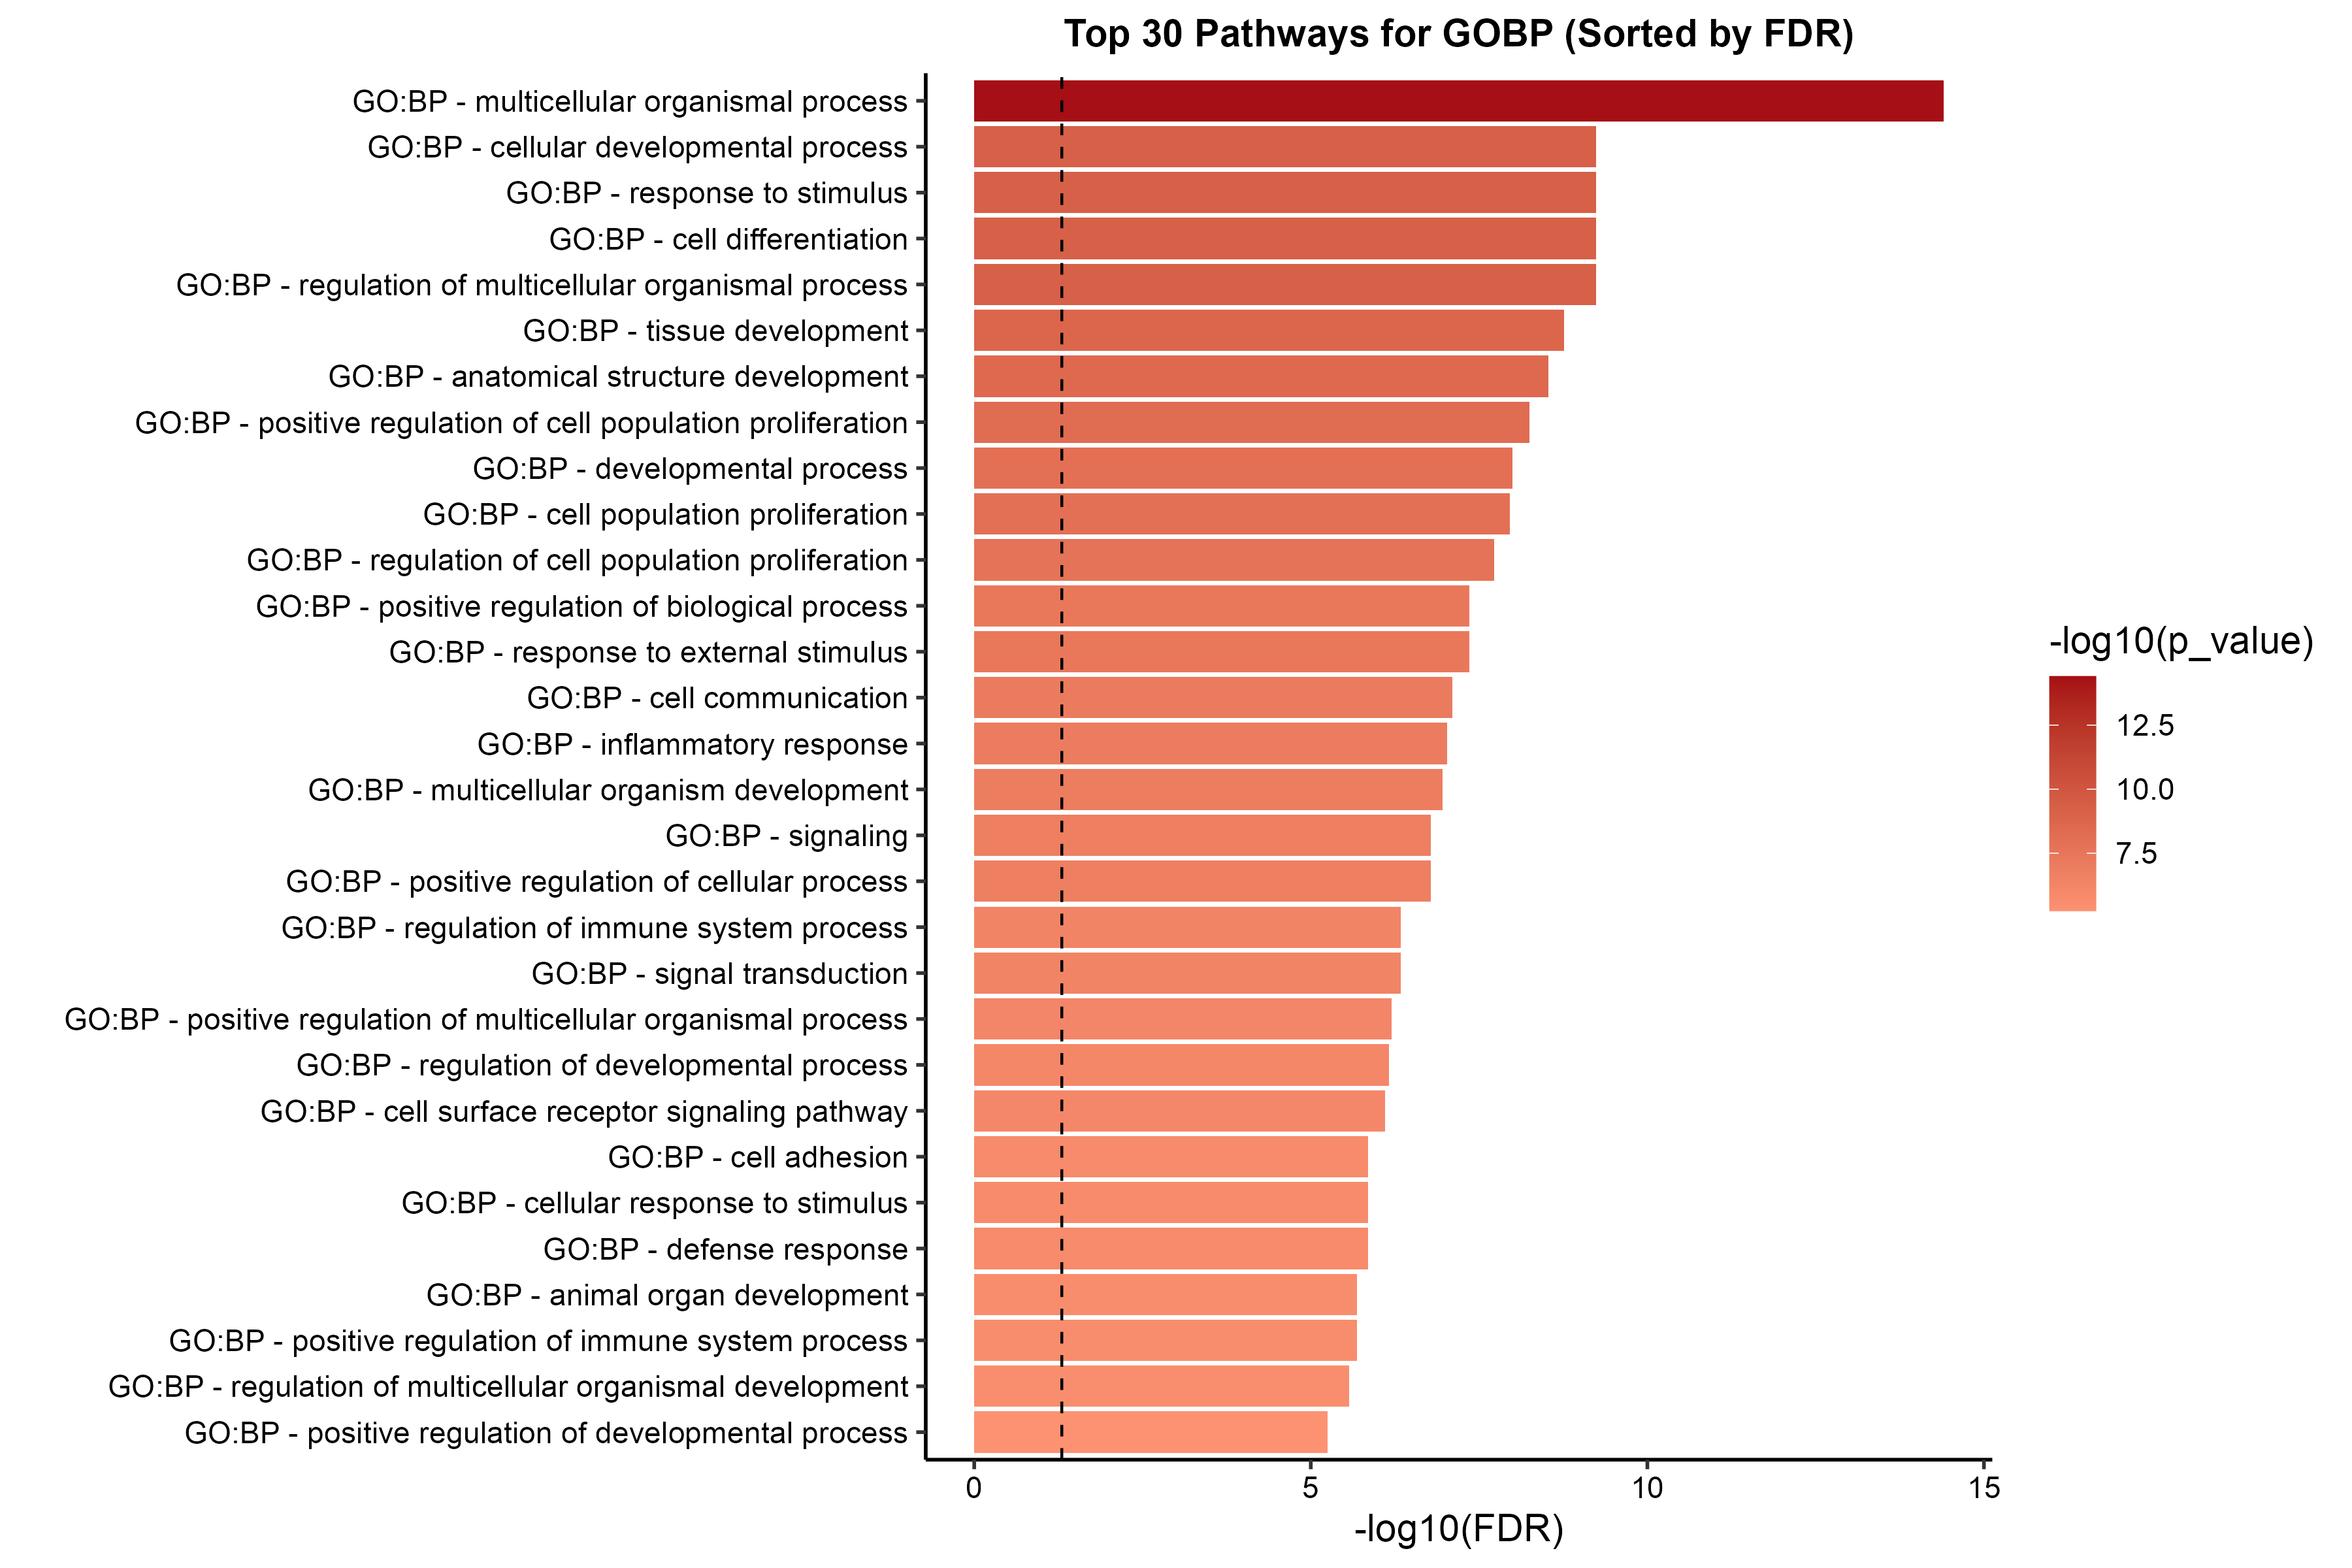 Top 30 Pathways for GOBP (Sorted by FDR)
GO:BP - multicellular organismal process
GO:BP - cellular developmental process
GO:BP - response to stimulus
GO:BP - cell differentiation
GO:BP - regulation of multicellular organismal process
GO:BP - tissue development
GO:BP - anatomical structure development
GO:BP - positive regulation of cell population proliferation
GO:BP - developmental process
GO:BP - cell population proliferation
GO:BP - regulation of cell population proliferation
GO:BP - positive regulation of biological process
GO:BP - response to external stimulus
GO:BP - cell communication
GO:BP - inflammatory response
GO:BP - multicellular organism development
GO:BP - signaling
GO:BP - positive regulation of cellular process
GO:BP - regulation of immune system process
GO:BP - signal transduction
GO:BP - positive regulation of multicellular organismal process
GO:BP - regulation of developmental process
GO:BP - cell surface receptor signaling pathway
GO:BP - cell adhesion
GO:BP - cellular response to stimulus
GO:BP - defense response
GO:BP - animal organ development
GO:BP - positive regulation of immune system process
GO:BP - regulation of multicellular organismal development
GO:BP - positive regulation of developmental process
0 5 10 15
-log10(FDR)
-log10(p_value)
12.5
10.0
7.5